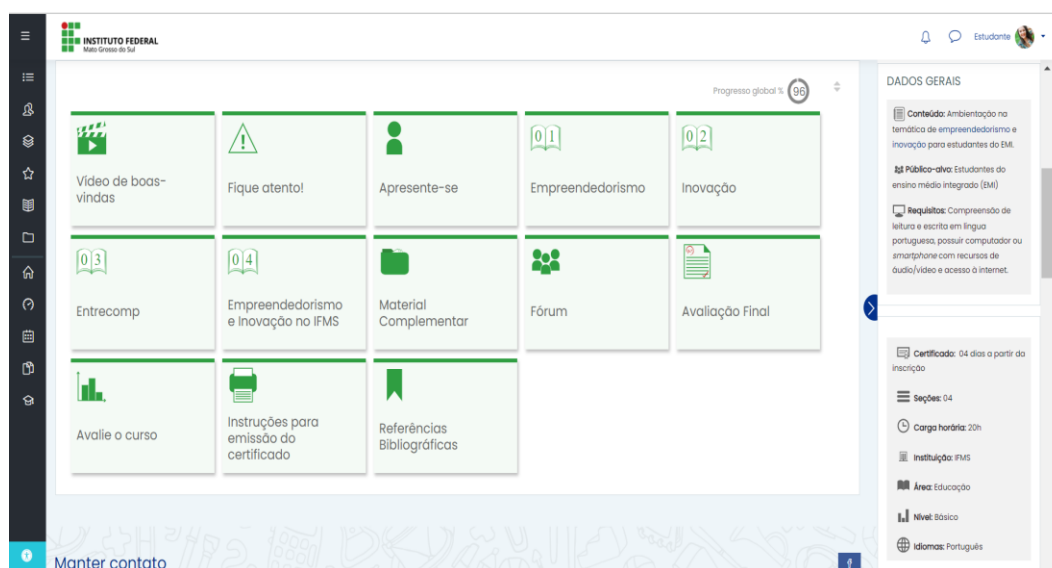 INSTITUTO FEDERAL
Mato Grosso do Sul
Estudante
Progresso global %
96
Vídeo de boas-
vindas
Fique atento!
Apresente-se
01
Empreendedorismo
02
Inovação
03
Entrecomp
04
Empreendedorismo
e Inovação no IFMS
Material
Complementar
Fórum
Avaliação Final
Avalie o curso
Instruções para
emissão do
certificado
Referências
Bibliográficas
Manter contato
DADOS GERAIS
Conteúdo: Ambientação na
temática de empreendedorismo e
inovação para estudantes do EMI.
Público-alvo: Estudantes do
ensino médio integrado (EMI)
Requisitos: Compreensão de
leitura e escrita em língua
portuguesa, possuir computador ou
smartphone com recursos de
áudio/vídeo e acesso à internet.
Certificado: 04 dias a partir da
inscrição
Seções: 04
Carga horária: 20h
Instituição: IFMS
Área: Educação
Nível: Básico
Idiomas: Português